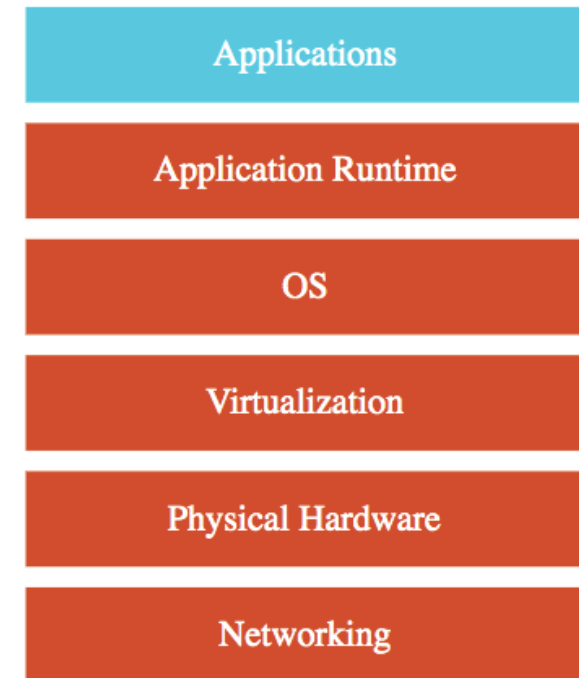 Applications
Application Runtime
OS
Virtualization
Physical Hardware
Networking